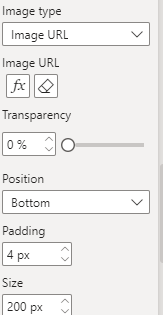 Image type
Image URL
Image URL
fx
Transparency
0 %
Position
Bottom
Padding
4 px
Size
200 px